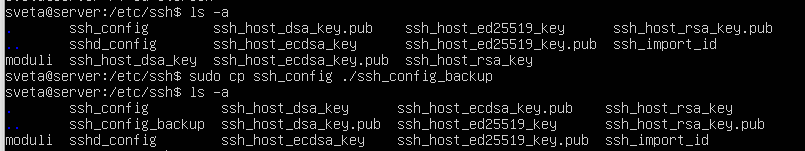 sveta@server:/etc/ssh$ ls -a
. ssh_config ssh_host_dsa_key.pub ssh_host_ed25519_key ssh_host_rsa_key.pub
.. sshd_config ssh_host_ecdsa_key ssh_host_ed25519_key.pub ssh_import_id
moduli ssh_host_dsa_key ssh_host_ecdsa_key.pub ssh_host_rsa_key
sveta@server:/etc/ssh$ sudo cp ssh_config ./ssh_config_backup
sveta@server:/etc/ssh$ ls -a
. ssh_config ssh_host_dsa_key ssh_host_ecdsa_key.pub ssh_host_rsa_key
.. ssh_config_backup ssh_host_dsa_key.pub ssh_host_ed25519_key ssh_host_rsa_key.pub
moduli sshd_config ssh_host_ecdsa_key ssh_host_ed25519_key.pub ssh_import_id